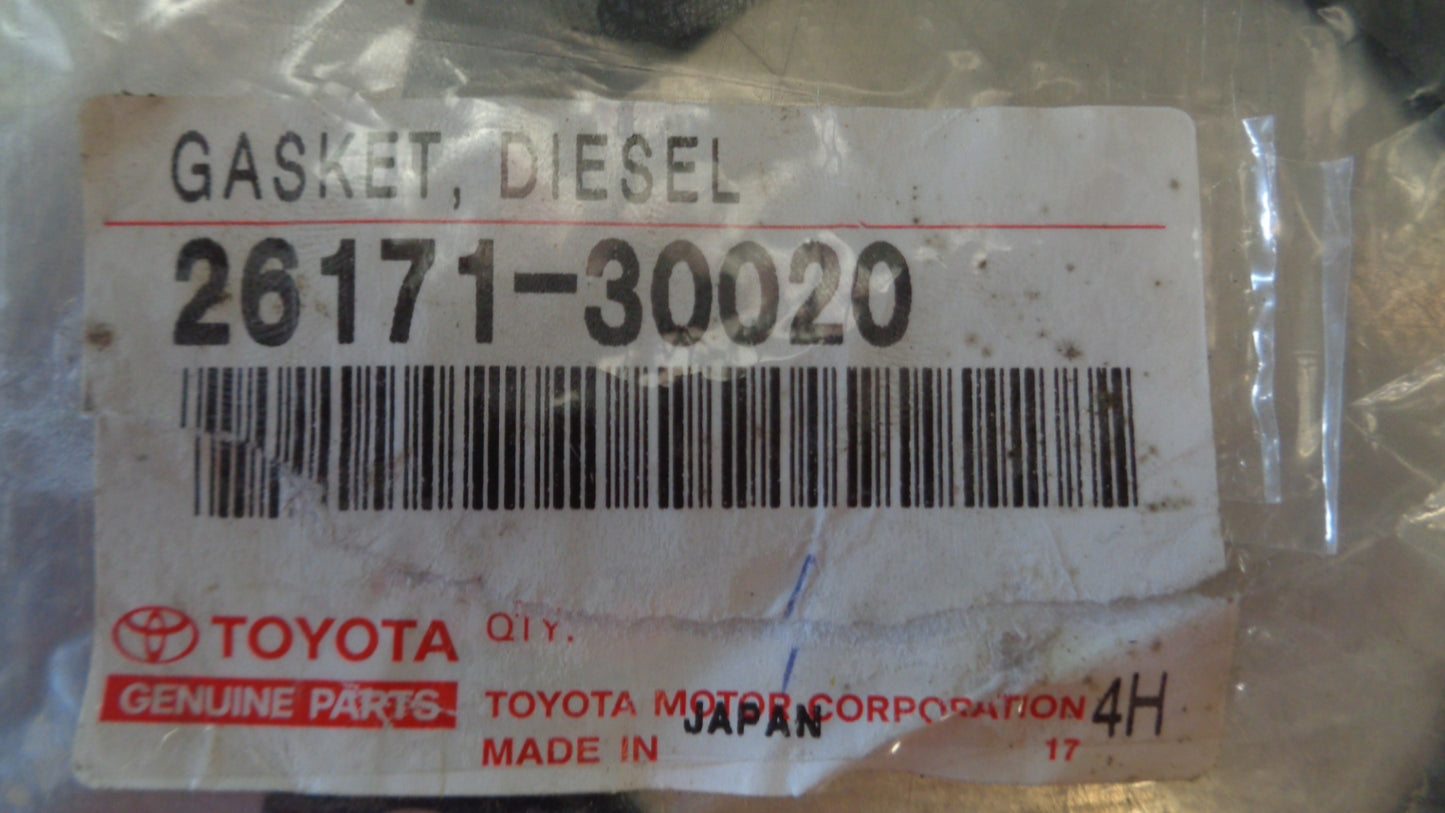 GASKET, DIESEL
26171-30020
TOYOTA QTY.
GENUINE PARTS
TOYOTA MOTOR CORPORATION 4H
MADE IN JAPAN 17